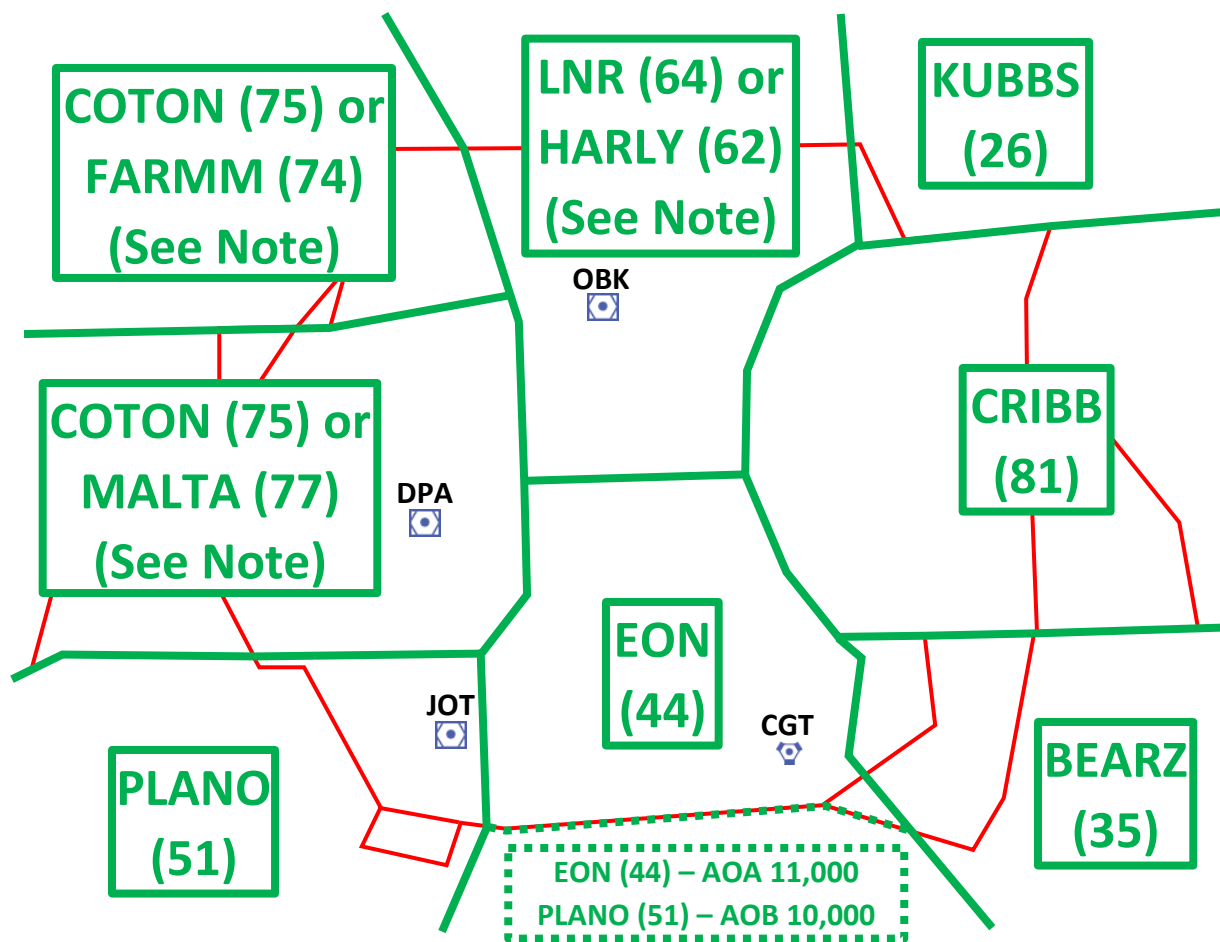 COTON (75) or
FARMM (74)
(See Note)
LNR (64) or
HARLY (62)
(See Note)
KUBBS
(26)
OBK
COTON (75) or
MALTA (77)
(See Note)
DPA
CRIBB
(81)
EON
(44)
JOT
CGT
PLANO
(51)
BEARZ
(35)
EON (44) – AOA 11,000
PLANO (51) – AOB 10,000